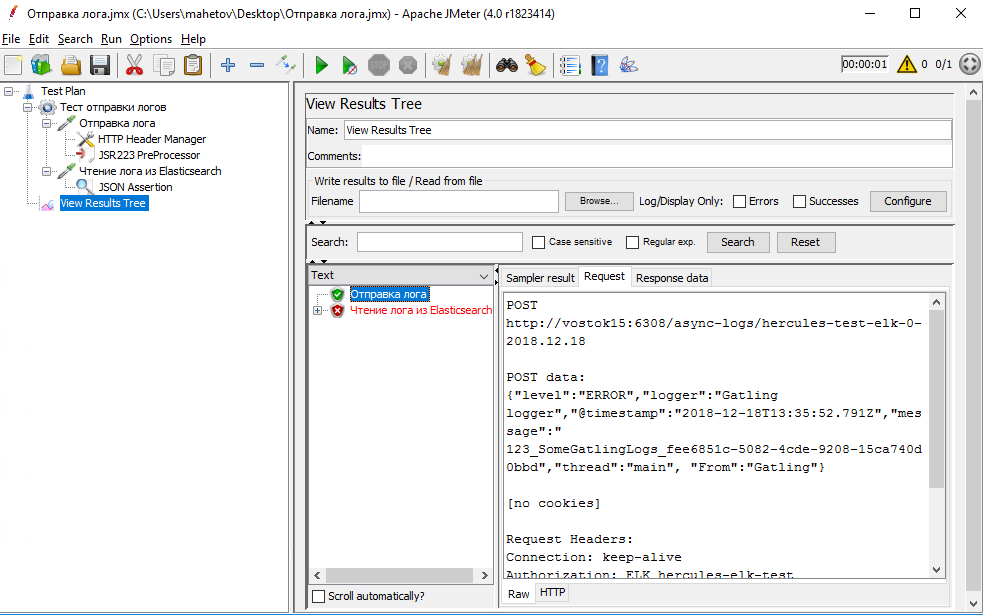 Отправка лога.jmx (C:\Users\mahetov\Desktop\Отправка лога.jmx) - Apache JMeter (4.0 r1823414)
File Edit Search Run Options Help
STOP 00:00:01 0 0/1
Test Plan
Тест отправки логов
Отправка лога
HTTP Header Manager
JSR223 PreProcessor
Чтение лога из Elasticsearch
JSON Assertion
View Results Tree
View Results Tree
Name: View Results Tree
Comments:
Write results to file / Read from file
Filename Browse... Log/Display Only: Errors Successes Configure
Search: Case sensitive Regular exp. Search Reset
Text
Отправка лога
Чтение лога из Elasticsearch
Scroll automatically?
Sampler result Request Response data
POST
http://vostok15:6308/async-logs/hercules-test-elk-0-
2018.12.18
POST data:
{"level":"ERROR","logger":"Gatling
logger","@timestamp":"2018-12-18T13:35:52.791Z","mes
sage":"
123_SomeGatlingLogs_fee6851c-5082-4cde-9208-15ca740d
0bbd","thread":"main", "From":"Gatling"}
[no cookies]
Request Headers:
Connection: keep-alive
Authorization: ELK hercules-elk-test
Raw HTTP